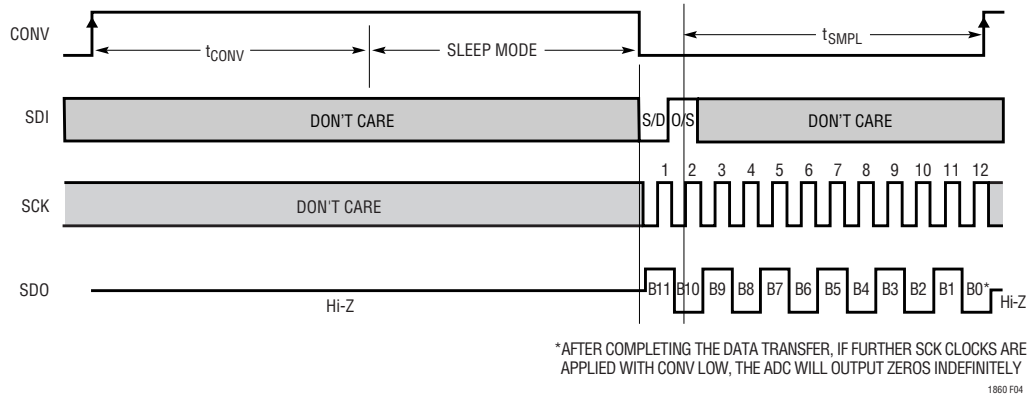 CONV
tCONV
SLEEP MODE
tSMPL
SDI
DON'T CARE
S/D
O/S
DON'T CARE
1 2 3 4 5 6 7 8 9 10 11 12
SCK
DON'T CARE
SDO
Hi-Z
B11 B10 B9 B8 B7 B6 B5 B4 B3 B2 B1 B0*
Hi-Z
*AFTER COMPLETING THE DATA TRANSFER, IF FURTHER SCK CLOCKS ARE
APPLIED WITH CONV LOW, THE ADC WILL OUTPUT ZEROS INDEFINITELY
1860 F04